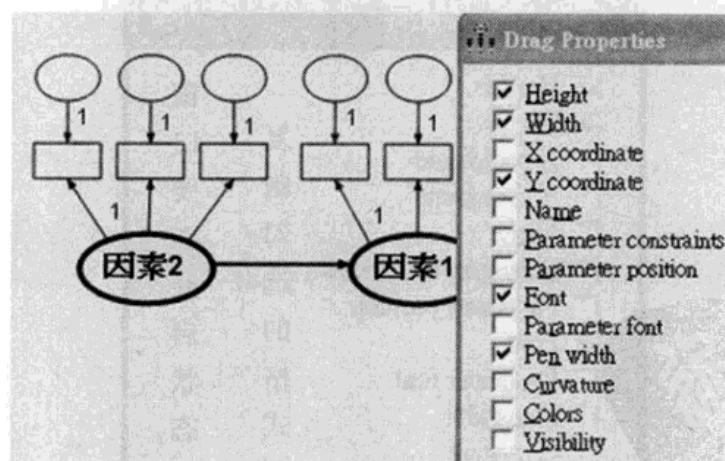 Drag Properties
Height
Width
X coordinate
Y coordinate
Name
Parameter constraints
Parameter position
Font
Parameter font
Pen width
Curvature
Colors
Visibility
1 1 1 1 1
1 1
因素2 因素1